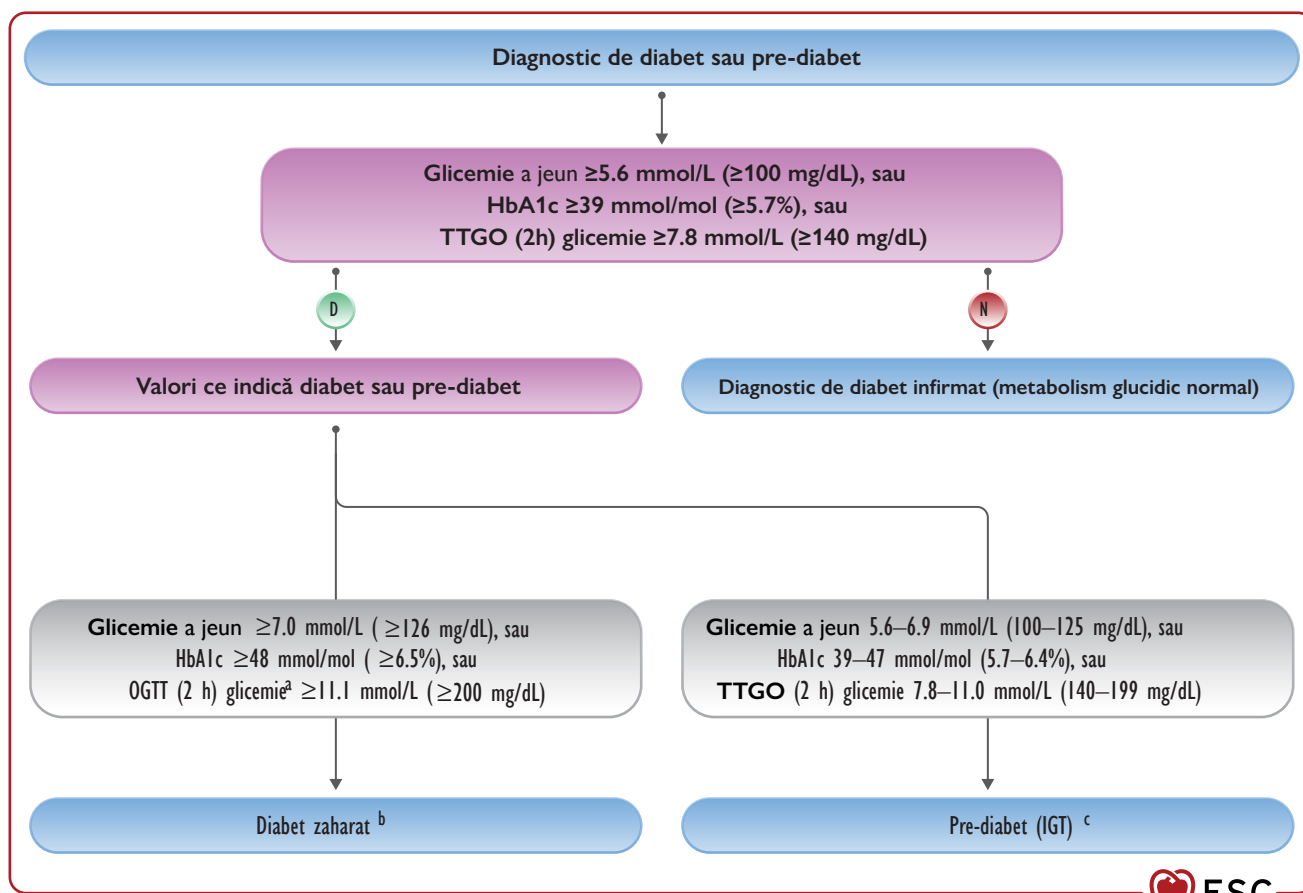 Diagnostic de diabet sau pre-diabet
Glicemie a jeun ≥5.6 mmol/L (≥100 mg/dL), sau
HbA1c ≥39 mmol/mol (≥5.7%), sau
TTGO (2h) glicemie ≥7.8 mmol/L (≥140 mg/dL)
D
N
Valori ce indică diabet sau pre-diabet
Diagnostic de diabet infirmat (metabolism glucidic normal)
Glicemie a jeun ≥7.0 mmol/L ( ≥126 mg/dL), sau
HbA1c ≥48 mmol/mol ( ≥6.5%), sau
OGTT (2 h) glicemieᵃ ≥11.1 mmol/L (≥200 mg/dL)
Glicemie a jeun 5.6–6.9 mmol/L (100–125 mg/dL), sau
HbA1c 39–47 mmol/mol (5.7–6.4%), sau
TTGO (2 h) glicemie 7.8–11.0 mmol/L (140–199 mg/dL)
Diabet zaharat ᵇ
Pre-diabet (IGT) ᶜ
ESC